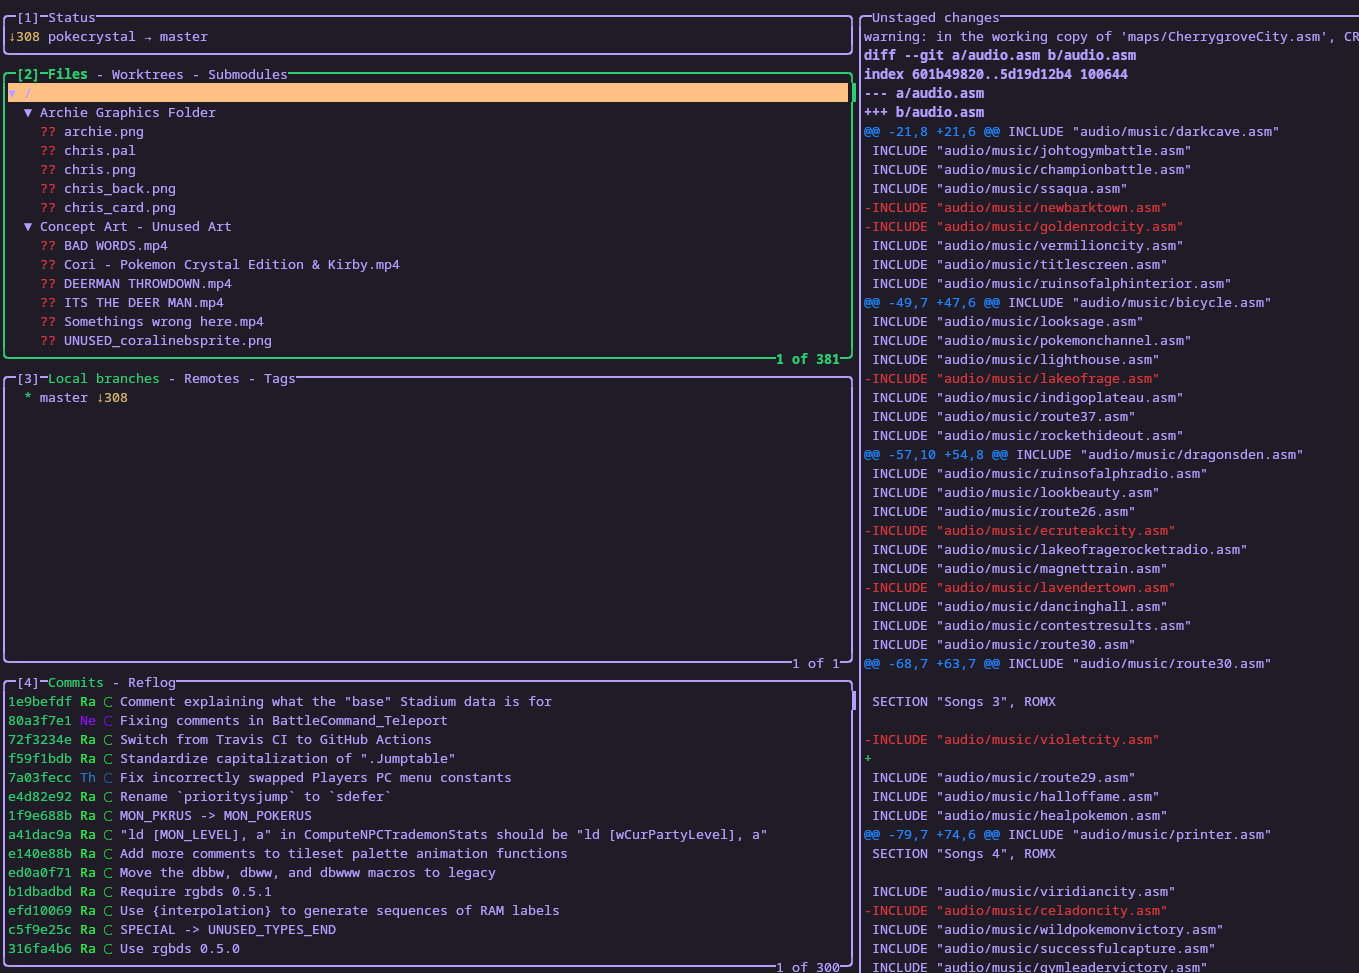 [1] Status
↓308 pokecrystal → master
[2] Files - Worktrees - Submodules
▼ /
▼ Archie Graphics Folder
?? archie.png
?? chris.pal
?? chris.png
?? chris_back.png
?? chris_card.png
▼ Concept Art - Unused Art
?? BAD WORDS.mp4
?? Cori - Pokemon Crystal Edition & Kirby.mp4
?? DEERMAN THROWDOWN.mp4
?? ITS THE DEER MAN.mp4
?? Somethings wrong here.mp4
?? UNUSED_coralinebsprite.png
1 of 381
[3] Local branches - Remotes - Tags
* master ↓308
1 of 1
[4] Commits - Reflog
1e9befdf Ra Comment explaining what the "base" Stadium data is for
80a3f7e1 Ne Fixing comments in BattleCommand_Teleport
72f3234e Ra Switch from Travis CI to GitHub Actions
f59f1bdb Ra Standardize capitalization of ".Jumptable"
7a03fecc Th Fix incorrectly swapped Players PC menu constants
e4d82e92 Ra Rename `prioritysjump` to `sdefer`
1f9e688b Ra MON_PKRUS -> MON_POKERUS
a41dac9a Ra "ld [MON_LEVEL], a" in ComputeNPCTrademonStats should be "ld [wCurPartyLevel], a"
e140e88b Ra Add more comments to tileset palette animation functions
ed0a0f71 Ra Move the dbbw, dbww, and dbwww macros to legacy
b1dbadbd Ra Require rgbds 0.5.1
efd10069 Ra Use {interpolation} to generate sequences of RAM labels
c5f9e25c Ra SPECIAL -> UNUSED_TYPES_END
316fa4b6 Ra Use rgbds 0.5.0
1 of 300
Unstaged changes
warning: in the working copy of 'maps/CherrygroveCity.asm', CR
diff --git a/audio.asm b/audio.asm
index 601b49820..5d19d12b4 100644
--- a/audio.asm
+++ b/audio.asm
@@ -21,8 +21,6 @@ INCLUDE "audio/music/darkcave.asm"
INCLUDE "audio/music/johtogymbattle.asm"
INCLUDE "audio/music/championbattle.asm"
INCLUDE "audio/music/ssaqua.asm"
-INCLUDE "audio/music/newbarktown.asm"
-INCLUDE "audio/music/goldenrodcity.asm"
INCLUDE "audio/music/vermilioncity.asm"
INCLUDE "audio/music/titlescreen.asm"
INCLUDE "audio/music/ruinsofalphinterior.asm"
@@ -49,7 +47,6 @@ INCLUDE "audio/music/bicycle.asm"
INCLUDE "audio/music/looksage.asm"
INCLUDE "audio/music/pokemonchannel.asm"
INCLUDE "audio/music/lighthouse.asm"
-INCLUDE "audio/music/lakeofrage.asm"
INCLUDE "audio/music/indigoplateau.asm"
INCLUDE "audio/music/route37.asm"
INCLUDE "audio/music/rockethideout.asm"
@@ -57,10 +54,8 @@ INCLUDE "audio/music/dragonsden.asm"
INCLUDE "audio/music/ruinsofalphradio.asm"
INCLUDE "audio/music/lookbeauty.asm"
INCLUDE "audio/music/route26.asm"
-INCLUDE "audio/music/ecruteakcity.asm"
INCLUDE "audio/music/lakeofragerocketradio.asm"
INCLUDE "audio/music/magnettrain.asm"
-INCLUDE "audio/music/lavendertown.asm"
INCLUDE "audio/music/dancinghall.asm"
INCLUDE "audio/music/contestresults.asm"
INCLUDE "audio/music/route30.asm"
@@ -68,7 +63,7 @@ INCLUDE "audio/music/route30.asm"
SECTION "Songs 3", ROMX
-INCLUDE "audio/music/violetcity.asm"
+
INCLUDE "audio/music/route29.asm"
INCLUDE "audio/music/halloffame.asm"
INCLUDE "audio/music/healpokemon.asm"
@@ -79,7 +74,6 @@ INCLUDE "audio/music/printer.asm"
SECTION "Songs 4", ROMX
INCLUDE "audio/music/viridiancity.asm"
-INCLUDE "audio/music/celadoncity.asm"
INCLUDE "audio/music/wildpokemonvictory.asm"
INCLUDE "audio/music/successfulcapture.asm"
INCLUDE "audio/music/gymleadervictory.asm"